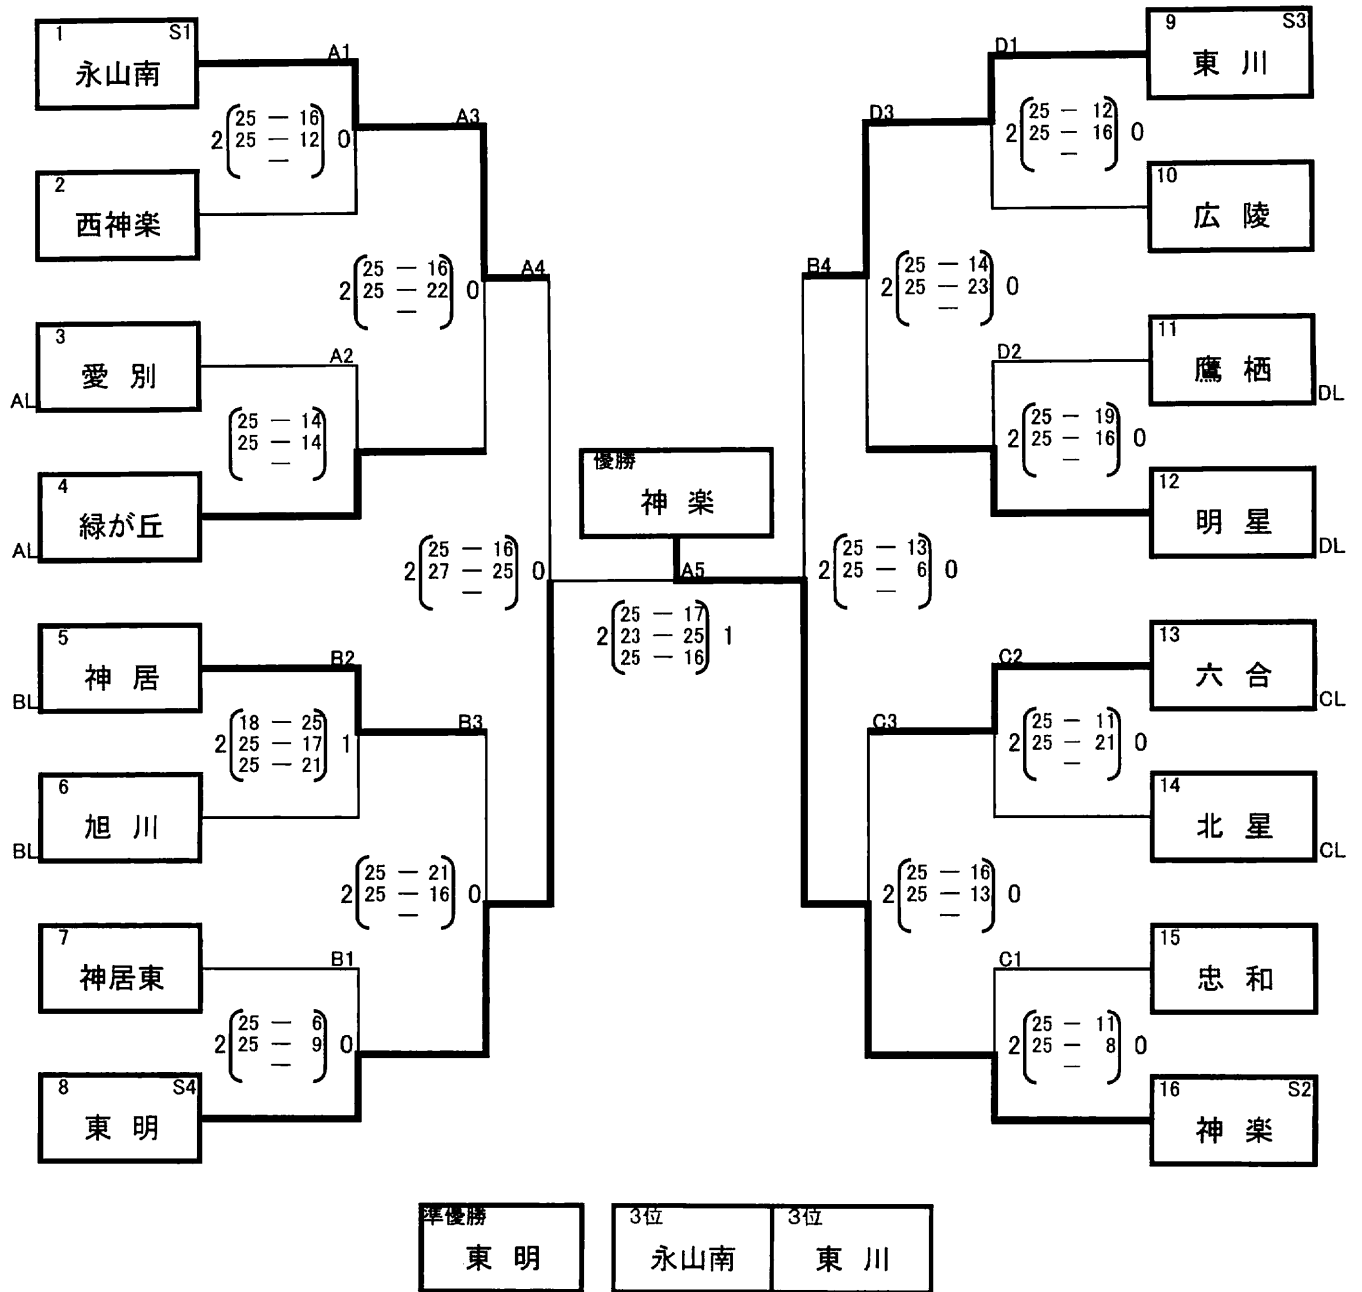 1 S1
永山南
A1
25 — 16
2 25 — 12 0
—
2
西神楽
A3
25 — 16
2 25 — 22 0
—
A4
3
愛 別
AL
A2
25 — 14
25 — 14
—
4
緑が丘
AL
25 — 16
2 27 — 25 0
—
5
神 居
BL
B2
18 — 25
2 25 — 17 1
25 — 21
6
旭 川
BL
B3
25 — 21
2 25 — 16 0
—
7
神居東
B1
25 — 6
2 25 — 9 0
—
8 S4
東 明
優勝
神 楽
A5
25 — 17
2 23 — 25 1
25 — 16
9 S3
東 川
D1
25 — 12
2 25 — 16 0
—
10
広 陵
D3
25 — 14
2 25 — 23 0
—
B4
11
鷹 栖
DL
D2
25 — 19
2 25 — 16 0
—
12
明 星
DL
25 — 13
2 25 — 6 0
—
13
六 合
CL
C2
25 — 11
2 25 — 21 0
—
14
北 星
CL
C3
25 — 16
2 25 — 13 0
—
15
忠 和
C1
25 — 11
2 25 — 8 0
—
16 S2
神 楽
準優勝
東 明
3位
永山南
3位
東 川